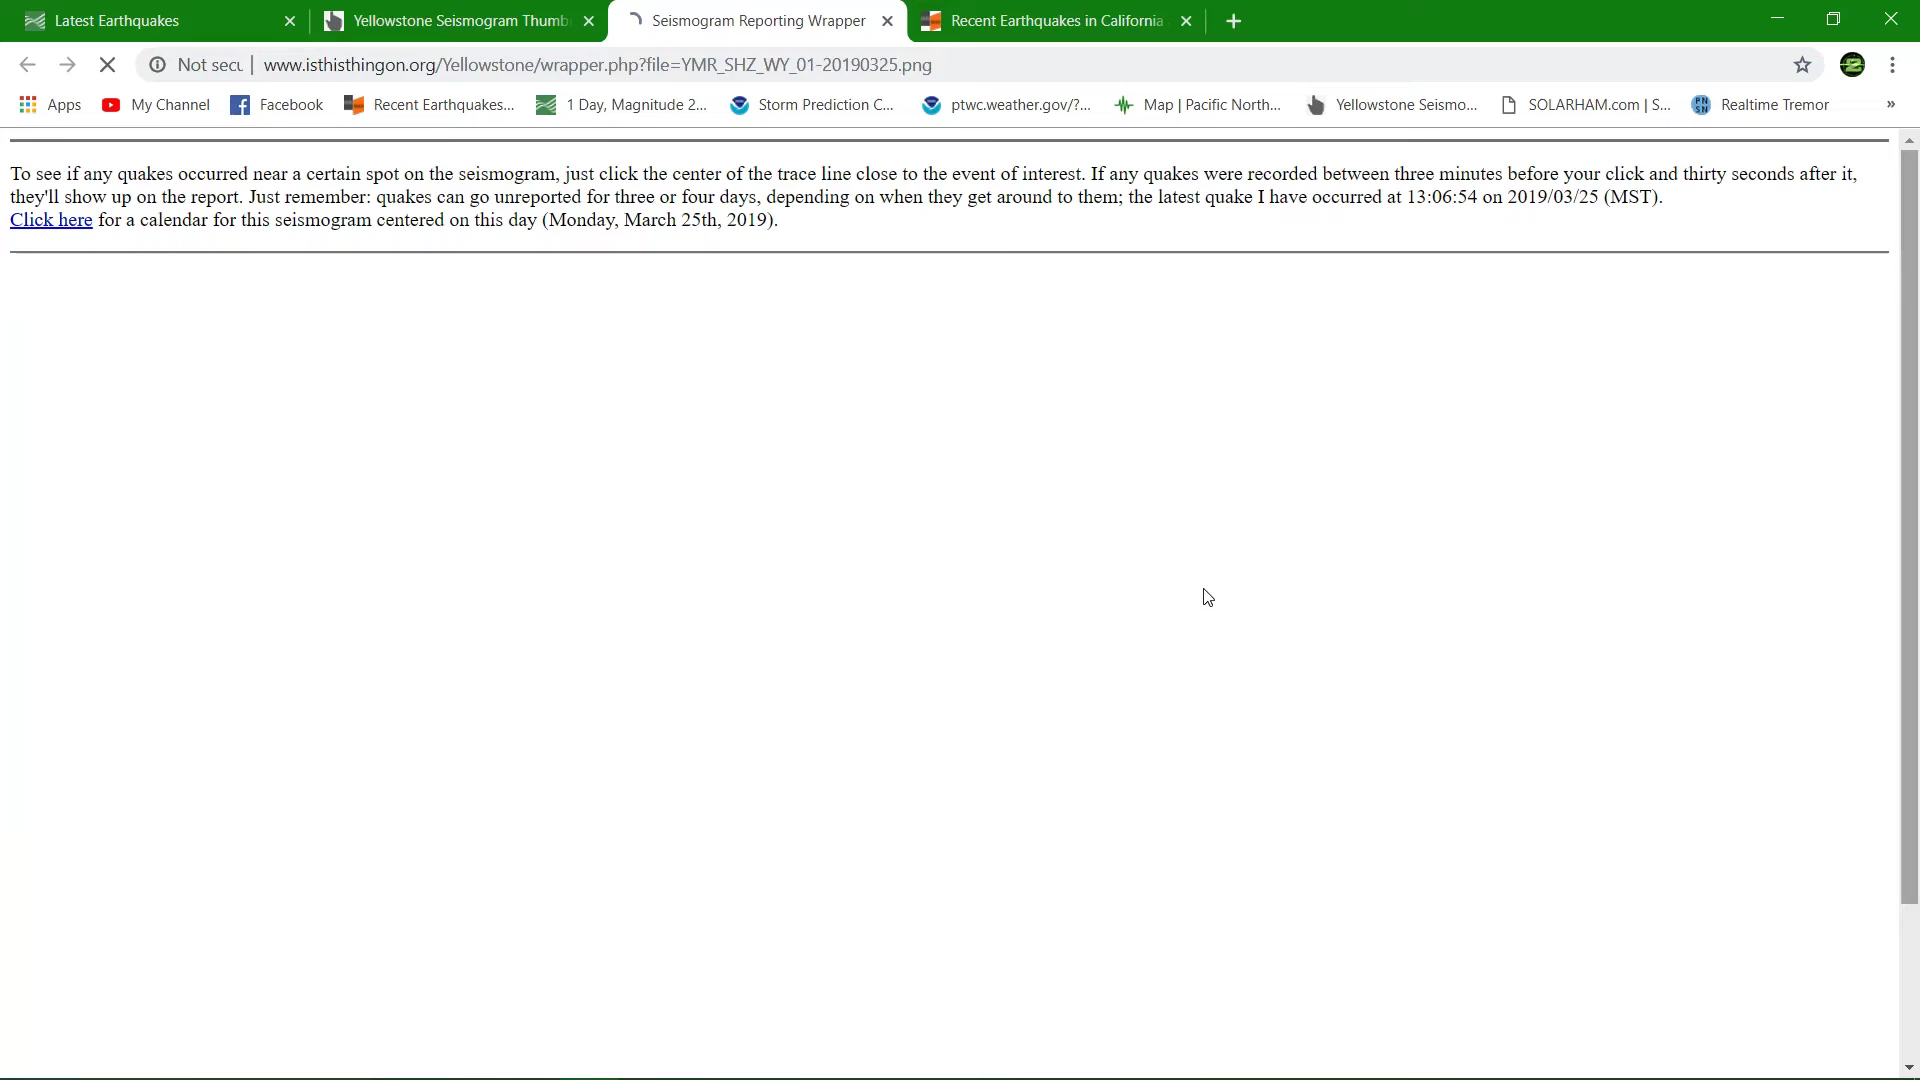 Latest Earthquakes
Yellowstone Seismogram Thumb
Seismogram Reporting Wrapper
Recent Earthquakes in California
Not secu
www.isthisthingon.org/Yellowstone/wrapper.php?file=YMR_SHZ_WY_01-20190325.png
Apps
My Channel
Facebook
Recent Earthquakes...
1 Day, Magnitude 2...
Storm Prediction C...
ptwc.weather.gov/?...
Map | Pacific North...
Yellowstone Seismo...
SOLARHAM.com | S...
PN
SN
Realtime Tremor
»
To see if any quakes occurred near a certain spot on the seismogram, just click the center of the trace line close to the event of interest. If any quakes were recorded between three minutes before your click and thirty seconds after it,
they'll show up on the report. Just remember: quakes can go unreported for three or four days, depending on when they get around to them; the latest quake I have occurred at 13:06:54 on 2019/03/25 (MST).
Click here for a calendar for this seismogram centered on this day (Monday, March 25th, 2019).